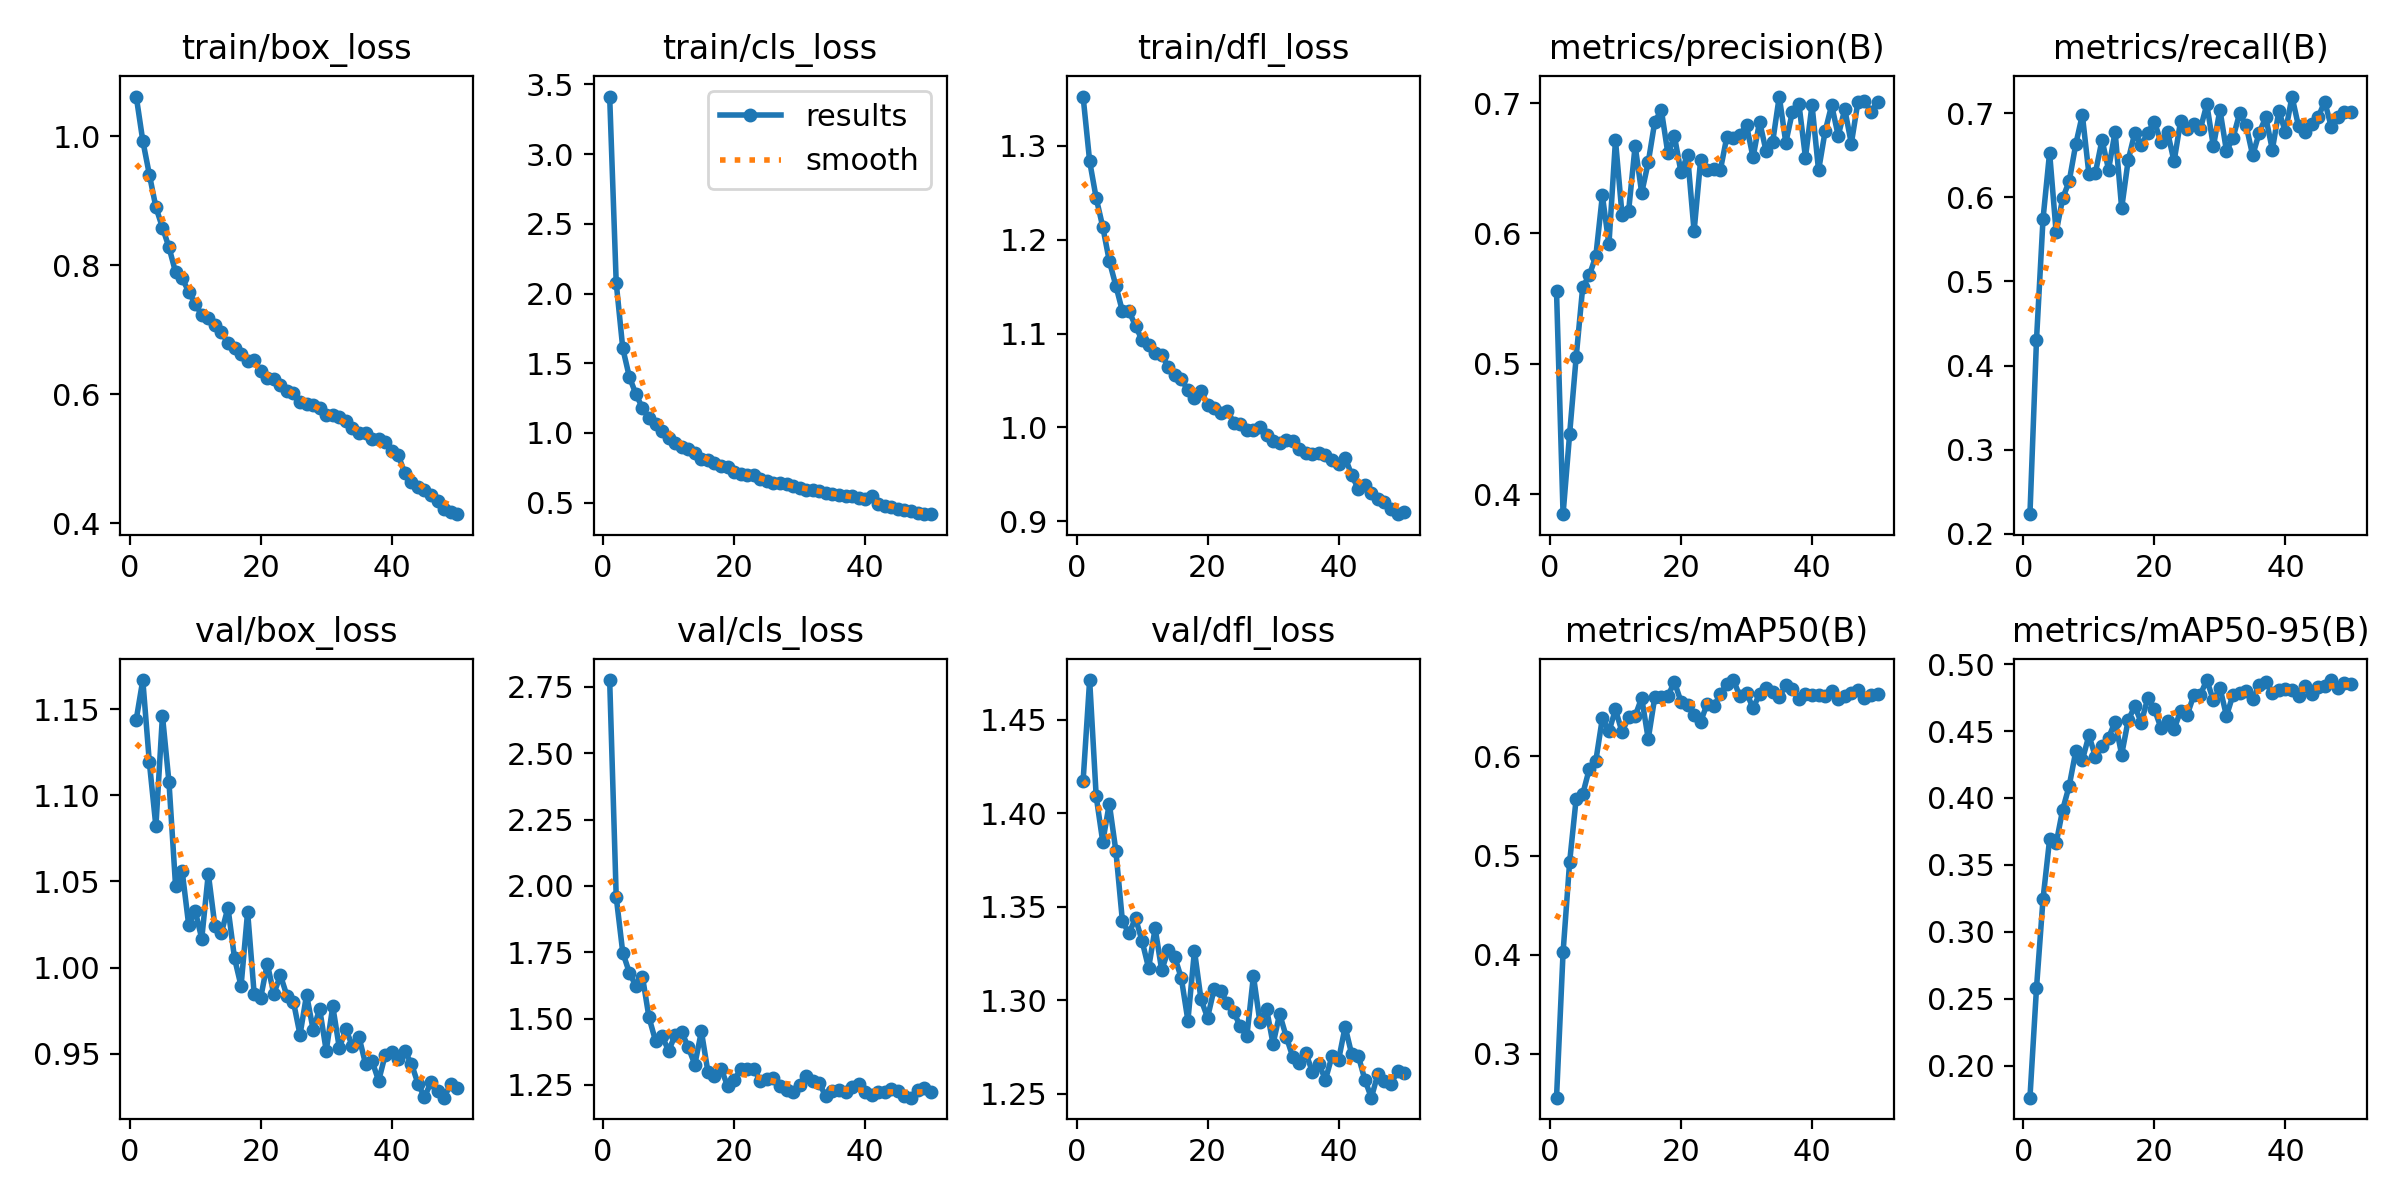 train/box_loss
1.0
0.8
0.6
0.4
0 20 40
train/cls_loss
results
smooth
3.5
3.0
2.5
2.0
1.5
1.0
0.5
0 20 40
train/dfl_loss
1.3
1.2
1.1
1.0
0.9
0 20 40
metrics/precision(B)
0.7
0.6
0.5
0.4
0 20 40
metrics/recall(B)
0.7
0.6
0.5
0.4
0.3
0.2
0 20 40
val/box_loss
1.15
1.10
1.05
1.00
0.95
0 20 40
val/cls_loss
2.75
2.50
2.25
2.00
1.75
1.50
1.25
0 20 40
val/dfl_loss
1.45
1.40
1.35
1.30
1.25
0 20 40
metrics/mAP50(B)
0.6
0.5
0.4
0.3
0 20 40
metrics/mAP50-95(B)
0.50
0.45
0.40
0.35
0.30
0.25
0.20
0 20 40